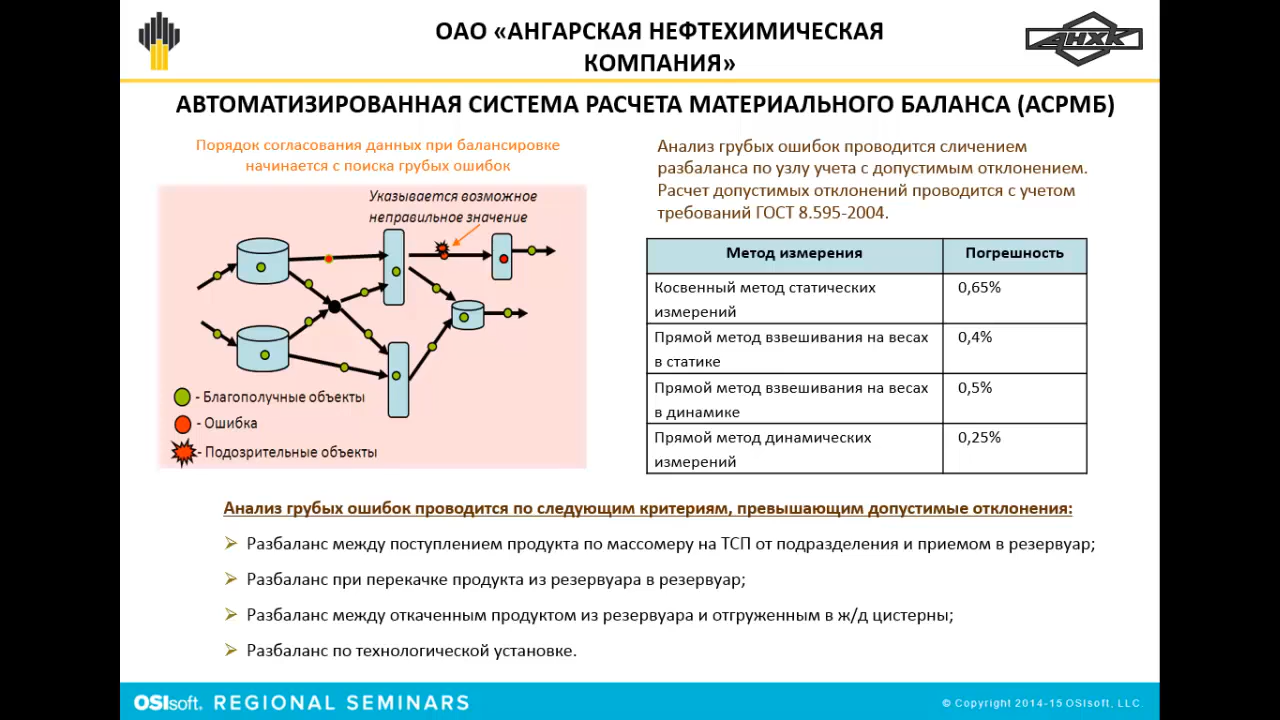 ОАО «АНГАРСКАЯ НЕФТЕХИМИЧЕСКАЯ
КОМПАНИЯ»
АНХК
АВТОМАТИЗИРОВАННАЯ СИСТЕМА РАСЧЕТА МАТЕРИАЛЬНОГО БАЛАНСА (АСРМБ)
Порядок согласования данных при балансировке
начинается с поиска грубых ошибок
Указывается возможное
неправильное значение
- Благополучные объекты
- Ошибка
- Подозрительные объекты
Анализ грубых ошибок проводится сличением
разбаланса по узлу учета с допустимым отклонением.
Расчет допустимых отклонений проводится с учетом
требований ГОСТ 8.595-2004.
Метод измерения Погрешность
Косвенный метод статических 0,65%
измерений
Прямой метод взвешивания на весах 0,4%
в статике
Прямой метод взвешивания на весах 0,5%
в динамике
Прямой метод динамических 0,25%
измерений
Анализ грубых ошибок проводится по следующим критериям, превышающим допустимые отклонения:
Разбаланс между поступлением продукта по массомеру на ТСП от подразделения и приемом в резервуар;
Разбаланс при перекачке продукта из резервуара в резервуар;
Разбаланс между откаченным продуктом из резервуара и отгруженным в ж/д цистерны;
Разбаланс по технологической установке.
OSIsoft. REGIONAL SEMINARS
© Copyright 2014-15 OSIsoft, LLC.